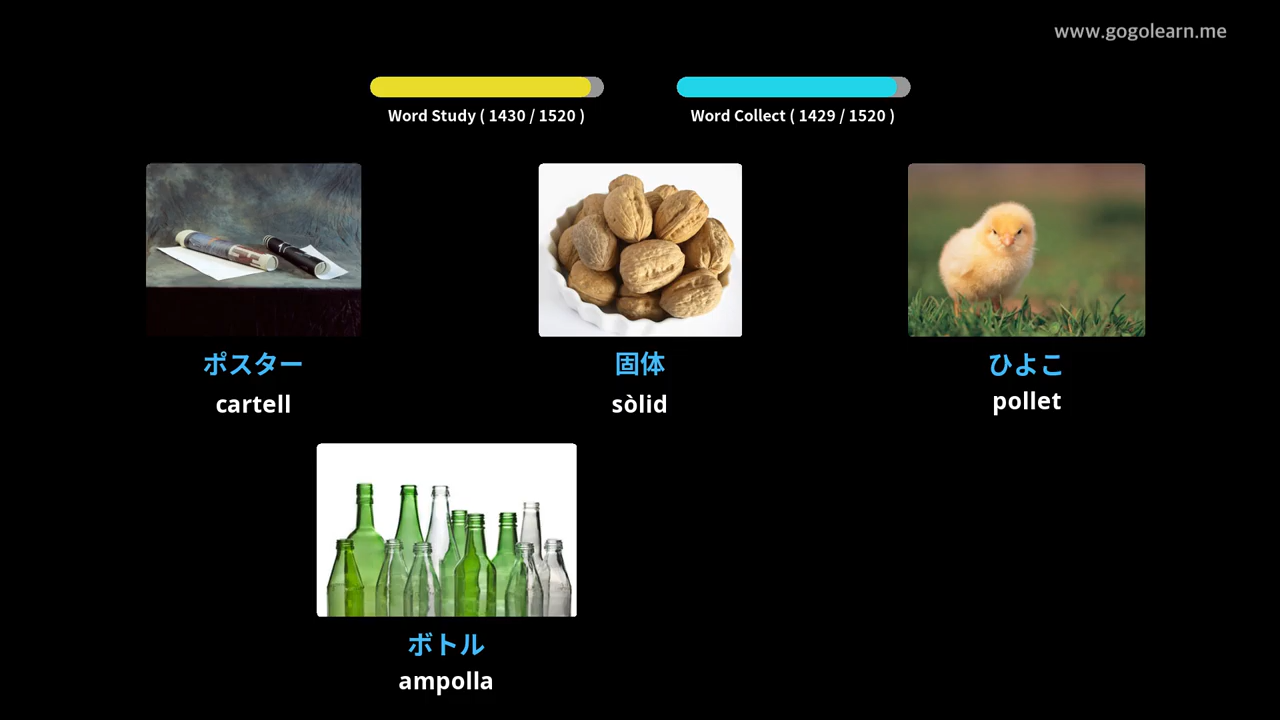 www.gogolearn.me
Word Study ( 1430 / 1520 )
Word Collect ( 1429 / 1520 )
ポスター
cartell
固体
sòlid
ひよこ
pollet
ボトル
ampolla